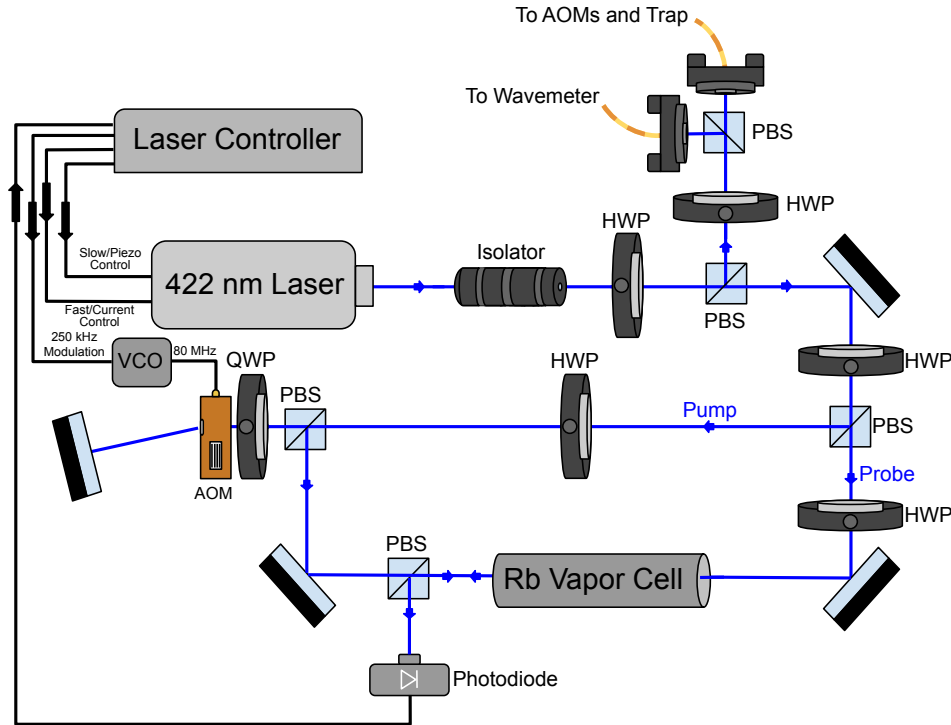 To AOMs and Trap
To Wavemeter
PBS
Laser Controller
HWP
HWP
Isolator
Slow/Piezo
Control
422 nm Laser
PBS
Fast/Current
Control
250 kHz
Modulation
VCO
80 MHz
QWP
HWP
HWP
PBS
Pump
PBS
Probe
AOM
HWP
PBS
Rb Vapor Cell
Photodiode